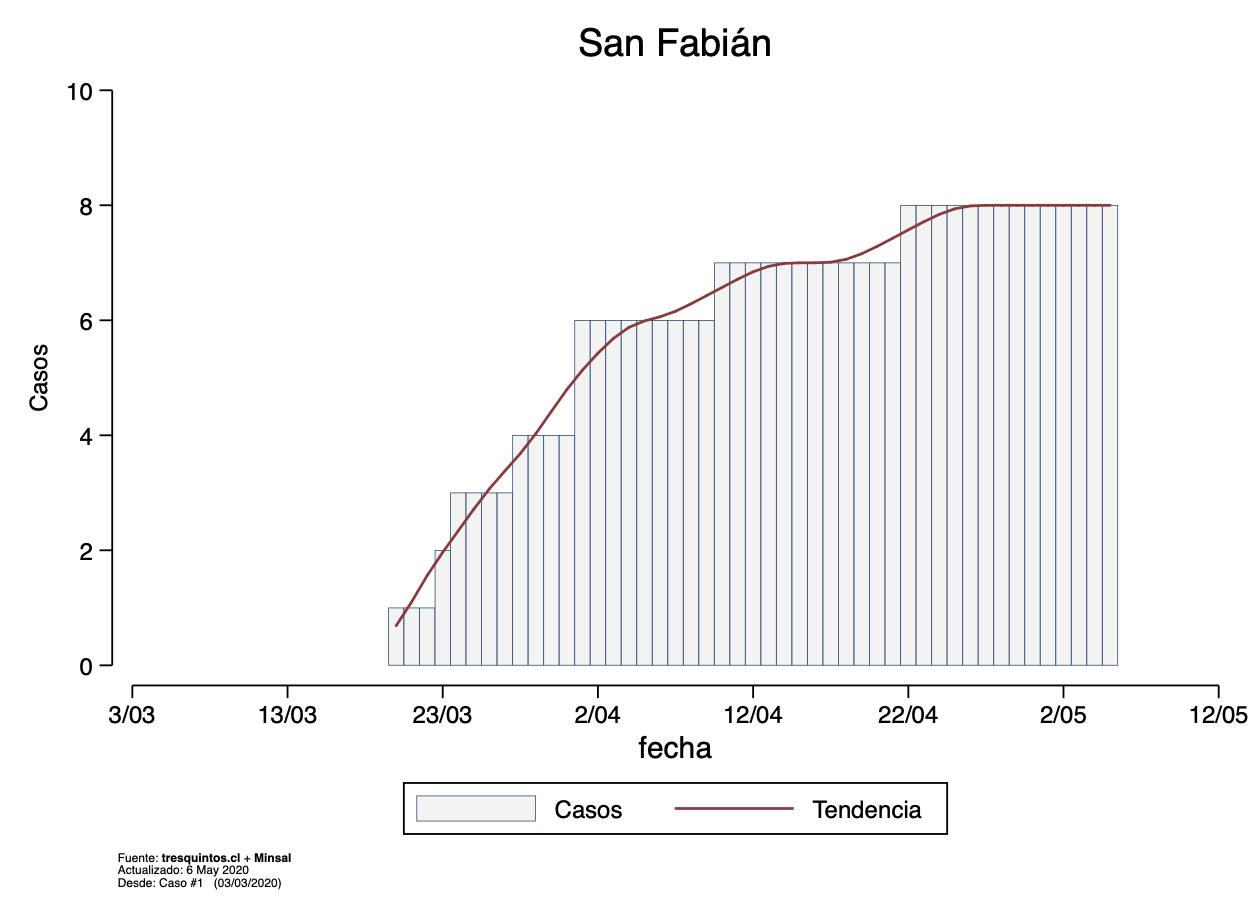 San Fabián
10
8
6
4
2
0
Casos
3/03 13/03 23/03 2/04 12/04 22/04 2/05 12/05
fecha
Casos Tendencia
Fuente: tresquintos.cl + Minsal
Actualizado: 6 May 2020
Desde: Caso #1 (03/03/2020)